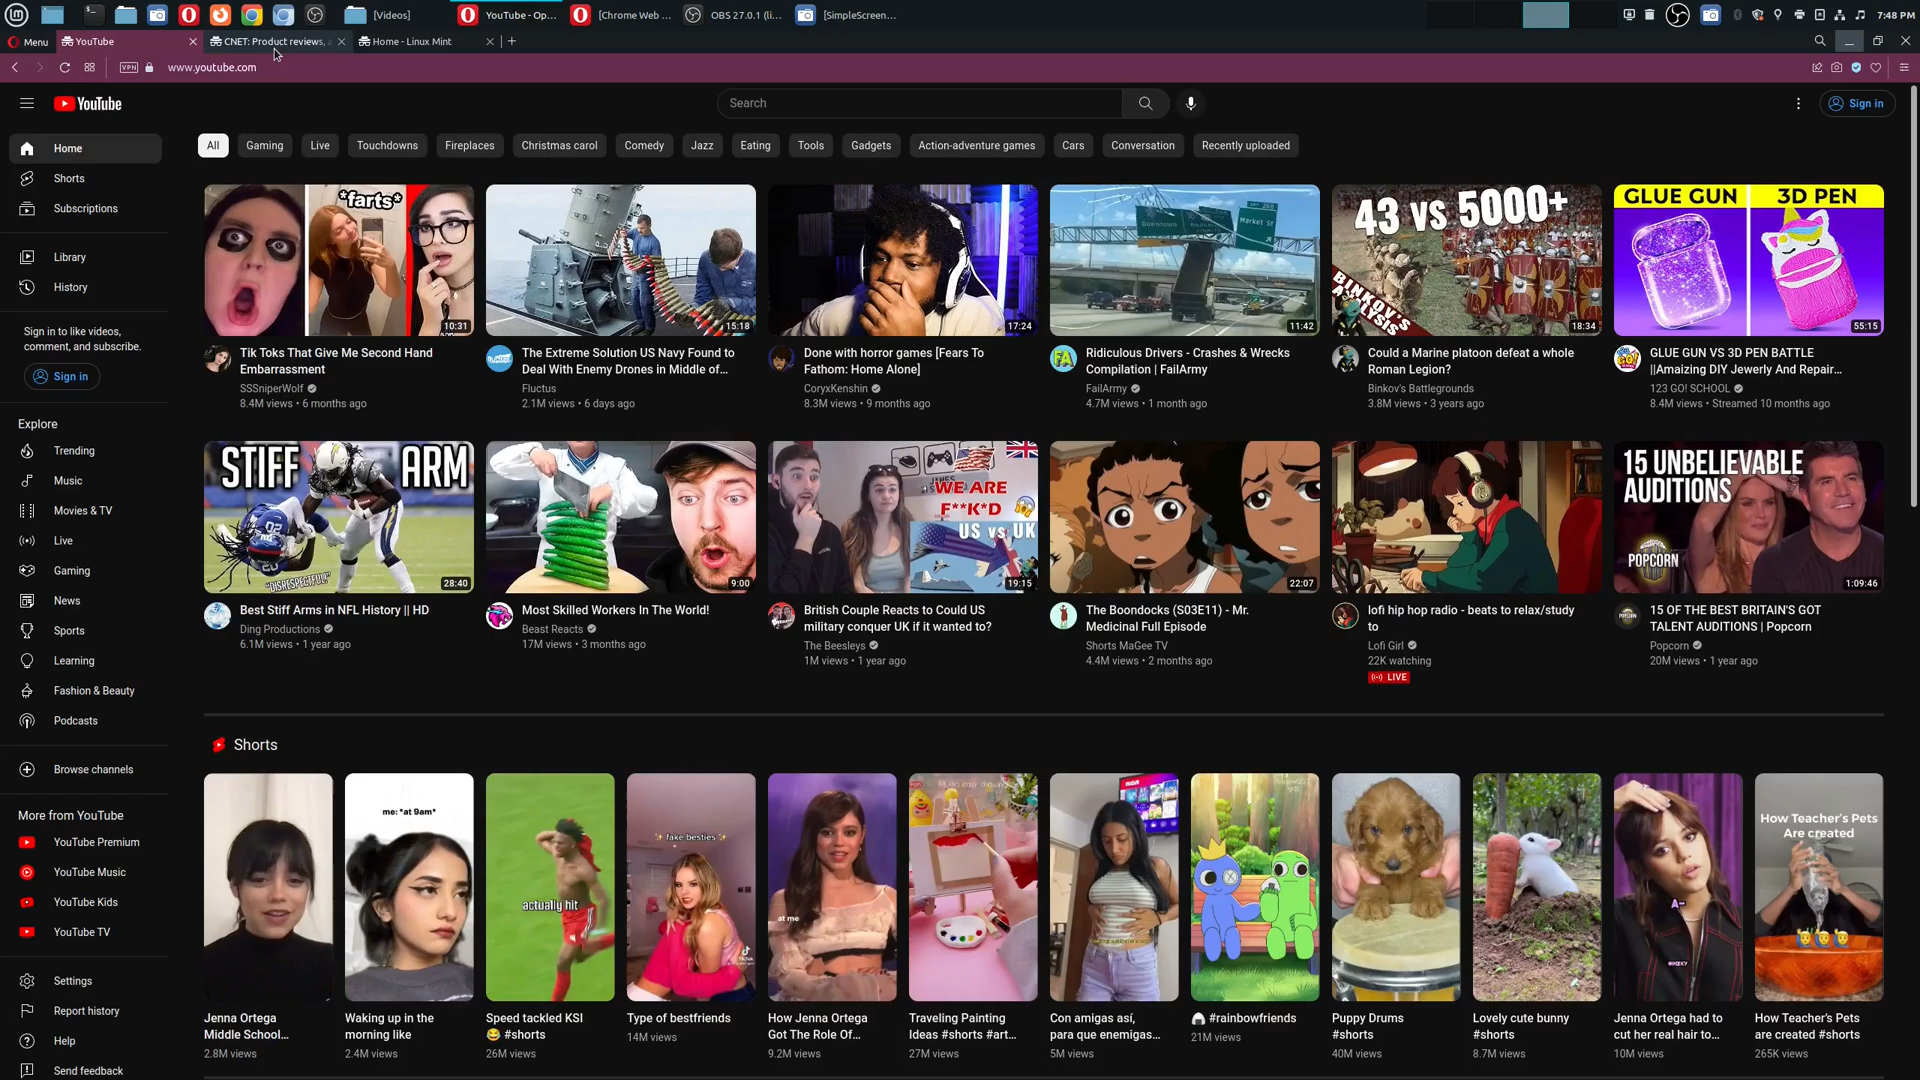 [Videos]
YouTube - Op...
[Chrome Web ...
OBS 27.0.1 (li...
[SimpleScreen...
7:48 PM
Menu
YouTube
CNET: Product reviews, a
Home - Linux Mint
VPN
www.youtube.com
YouTube
Search
Sign in
Home
Shorts
Subscriptions
Library
History
Sign in to like videos,
comment, and subscribe.
Sign in
Explore
Trending
Music
Movies & TV
Live
Gaming
News
Sports
Learning
Fashion & Beauty
Podcasts
Browse channels
More from YouTube
YouTube Premium
YouTube Music
YouTube Kids
YouTube TV
Settings
Report history
Help
Send feedback
All
Gaming
Live
Touchdowns
Fireplaces
Christmas carol
Comedy
Jazz
Eating
Tools
Gadgets
Action-adventure games
Cars
Conversation
Recently uploaded
*farts*
10:31
Tik Toks That Give Me Second Hand
Embarrassment
SSSniperWolf
8.4M views • 6 months ago
15:18
The Extreme Solution US Navy Found to
Deal With Enemy Drones in Middle of...
Fluctus
2.1M views • 6 days ago
17:24
Done with horror games [Fears To
Fathom: Home Alone]
CoryxKenshin
8.3M views • 9 months ago
Downtown
Market St
11:42
Ridiculous Drivers - Crashes & Wrecks
Compilation | FailArmy
FailArmy
4.7M views • 1 month ago
43 VS 5000+
BINKOV'S
ANALYSIS
18:34
Could a Marine platoon defeat a whole
Roman Legion?
Binkov's Battlegrounds
3.8M views • 3 years ago
GLUE GUN
3D PEN
55:15
GLUE GUN VS 3D PEN BATTLE
||Amaizing DIY Jewerly And Repair...
123 GO! SCHOOL
8.4M views • Streamed 10 months ago
STIFF ARM
"DISRESPECTFUL"
28:40
Best Stiff Arms in NFL History || HD
Ding Productions
6.1M views • 1 year ago
9:00
Most Skilled Workers In The World!
Beast Reacts
17M views • 3 months ago
WE ARE
F**K*D
US vs UK
19:15
British Couple Reacts to Could US
military conquer UK if it wanted to?
The Beesleys
1M views • 1 year ago
22:07
The Boondocks (S03E11) - Mr.
Medicinal Full Episode
Shorts MaGee TV
4.4M views • 2 months ago
lofi hip hop radio - beats to relax/study
to
Lofi Girl
22K watching
LIVE
15 UNBELIEVABLE
AUDITIONS
POPCORN
1:09:46
15 OF THE BEST BRITAIN'S GOT
TALENT AUDITIONS | Popcorn
Popcorn
20M views • 1 year ago
Shorts
Jenna Ortega
Middle School...
2.8M views
me: *at 9am*
Waking up in the
morning like
2.4M views
actually hit
Speed tackled KSI
😂 #shorts
26M views
✨ fake besties ✨
TikTok
Type of bestfriends
14M views
at me
How Jenna Ortega
Got The Role Of...
9.2M views
Traveling Painting
Ideas #shorts #art...
27M views
Con amigas así,
para que enemigas...
5M views
🍙 #rainbowfriends
21M views
Puppy Drums
#shorts
40M views
Lovely cute bunny
#shorts
8.7M views
A-
Jenna Ortega had to
cut her real hair to...
10M views
How Teacher's Pets
Are created
How Teacher's Pets
are created #shorts
265K views